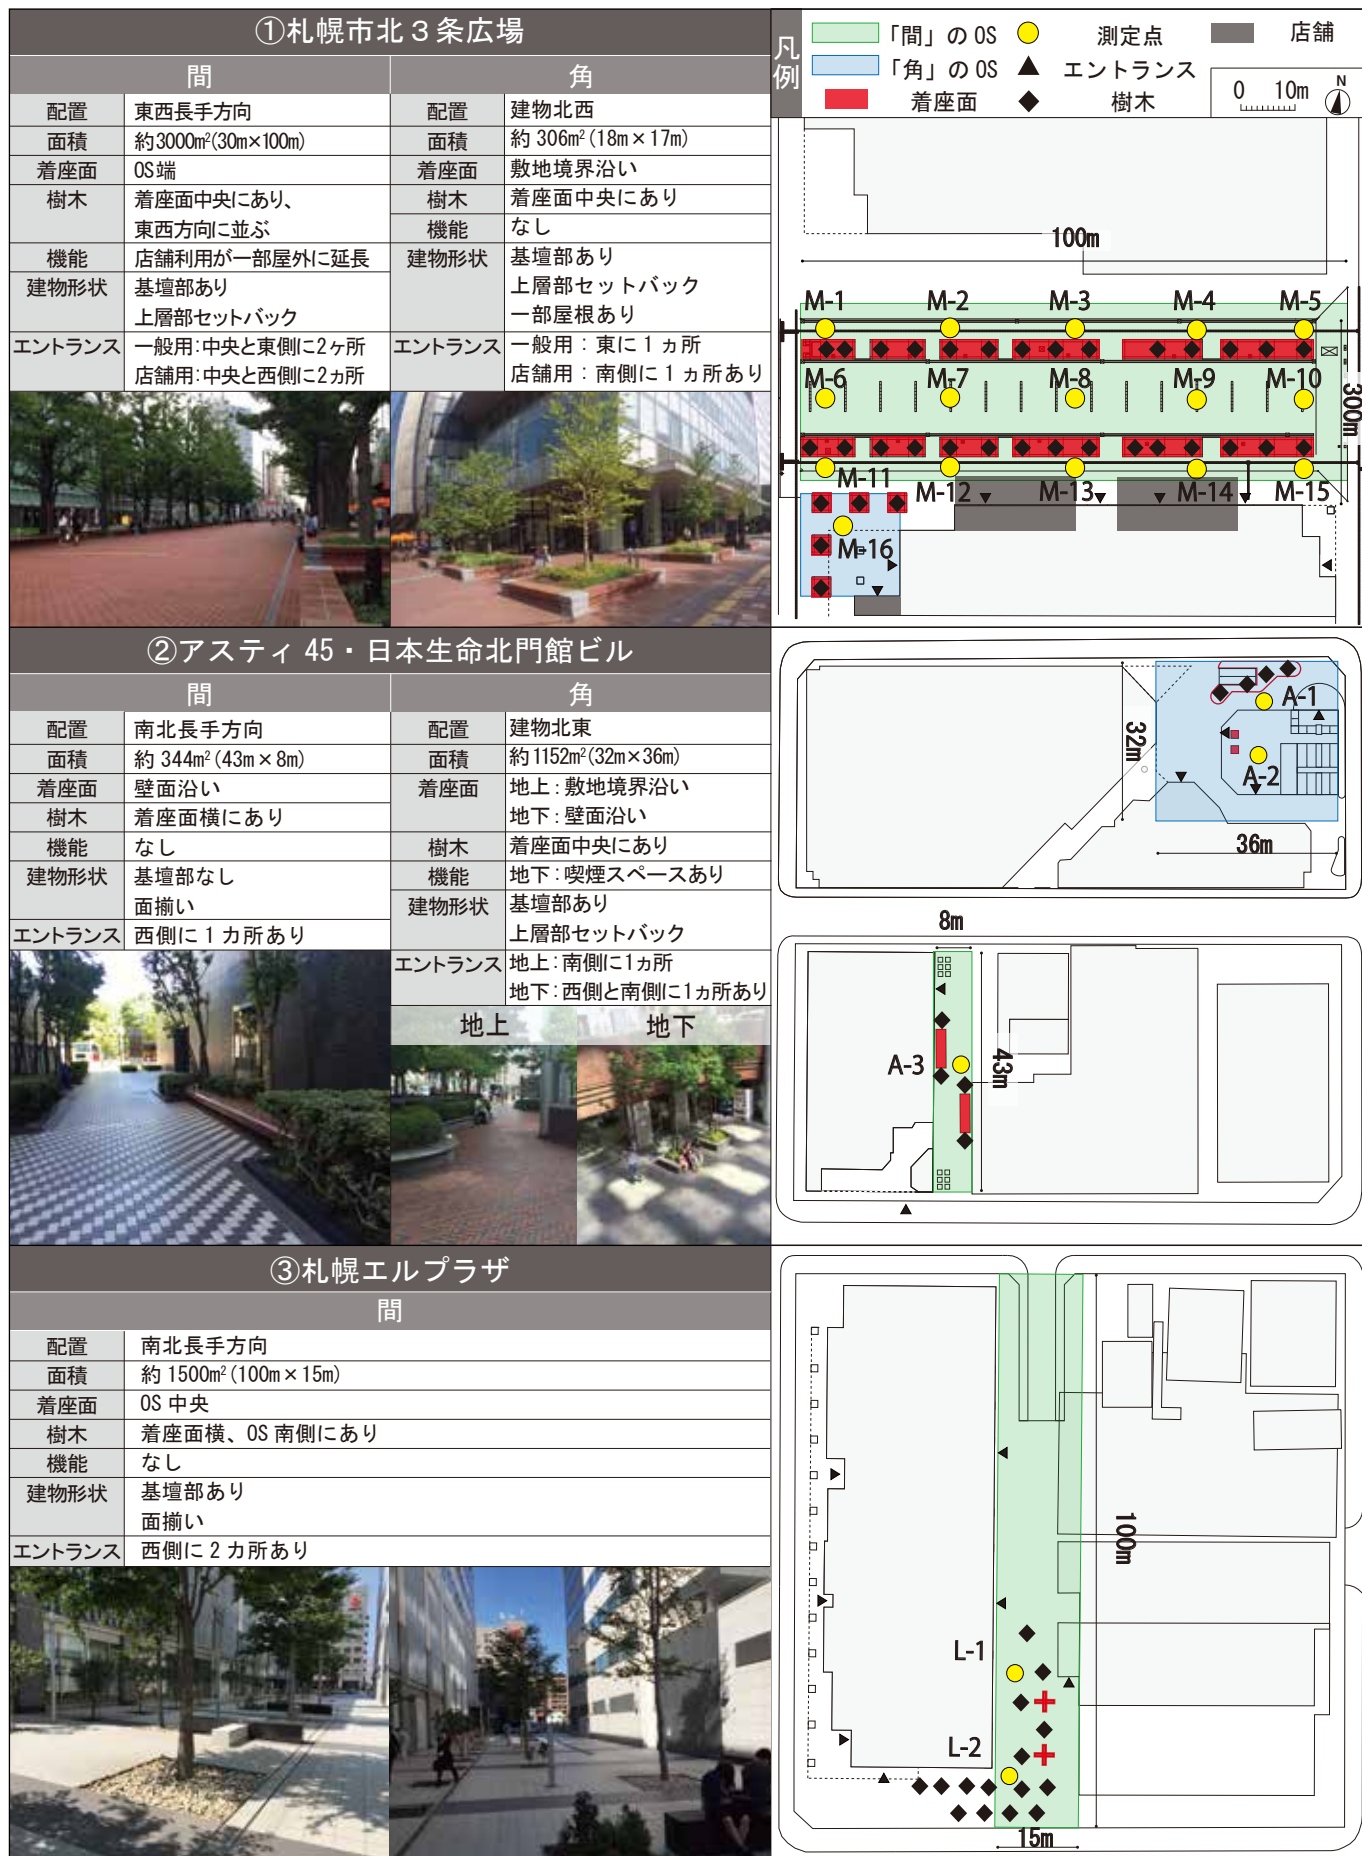 ①札幌市北３条広場
間
角
配置 東西長手方向
面積 約3000m²(30m×100m)
着座面 OS端
樹木 着座面中央にあり、
東西方向に並ぶ
機能 店舗利用が一部屋外に延長
建物形状 基壇部あり
上層部セットバック
エントランス 一般用:中央と東側に2ヶ所
店舗用:中央と西側に2ヵ所
配置 建物北西
面積 約 306m²(18m×17m)
着座面 敷地境界沿い
樹木 着座面中央にあり
機能 なし
建物形状 基壇部あり
上層部セットバック
一部屋根あり
エントランス 一般用：東に１ヵ所
店舗用：南側に１ヵ所あり
凡例
「間」の OS
測定点
店舗
「角」の OS
エントランス
着座面
樹木
0 10m
N
100m
M-1 M-2 M-3 M-4 M-5
M-6 M-7 M-8 M-9 M-10
300m
M-11 M-12 M-13 M-14 M-15
M-16
②アスティ 45・日本生命北門館ビル
間
角
配置 南北長手方向
面積 約 344m²(43m×8m)
着座面 壁面沿い
樹木 着座面横にあり
機能 なし
建物形状 基壇部なし
面揃い
エントランス 西側に１カ所あり
配置 建物北東
面積 約1152m²(32m×36m)
着座面 地上:敷地境界沿い
地下:壁面沿い
樹木 着座面中央にあり
機能 地下:喫煙スペースあり
建物形状 基壇部あり
上層部セットバック
エントランス 地上:南側に1ヵ所
地下:西側と南側に1ヵ所あり
地上
地下
A-1
32m
A-2
36m
8m
A-3
43m
③札幌エルプラザ
間
配置 南北長手方向
面積 約 1500m²(100m×15m)
着座面 OS 中央
樹木 着座面横、OS 南側にあり
機能 なし
建物形状 基壇部あり
面揃い
エントランス 西側に２カ所あり
100m
L-1
L-2
15m